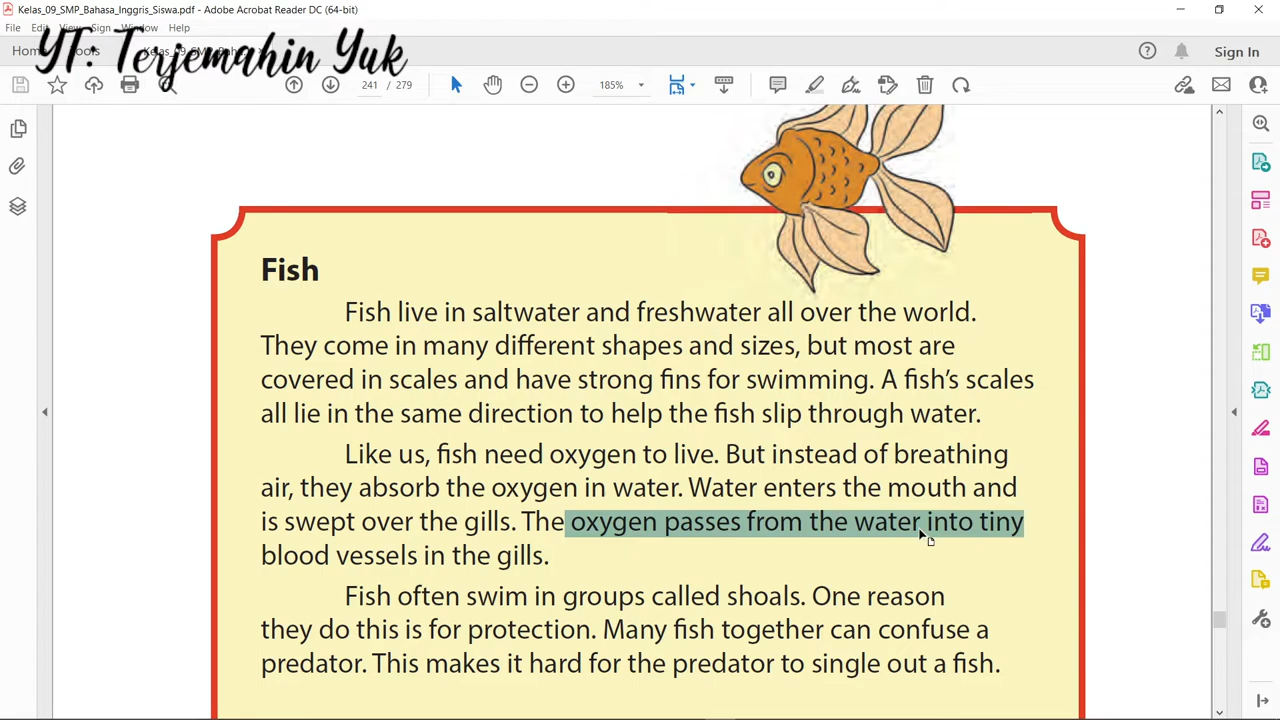 Kelas_09_SMP_Bahasa_Inggris_Siswa.pdf - Adobe Acrobat Reader DC (64-bit)
File Edit View Sign Window Help
YT: Terjemahin Yuk
Home Tools
Sign In
241 / 279
185%
Fish
Fish live in saltwater and freshwater all over the world.
They come in many different shapes and sizes, but most are
covered in scales and have strong fins for swimming. A fish's scales
all lie in the same direction to help the fish slip through water.
Like us, fish need oxygen to live. But instead of breathing
air, they absorb the oxygen in water. Water enters the mouth and
is swept over the gills. The oxygen passes from the water into tiny
blood vessels in the gills.
Fish often swim in groups called shoals. One reason
they do this is for protection. Many fish together can confuse a
predator. This makes it hard for the predator to single out a fish.